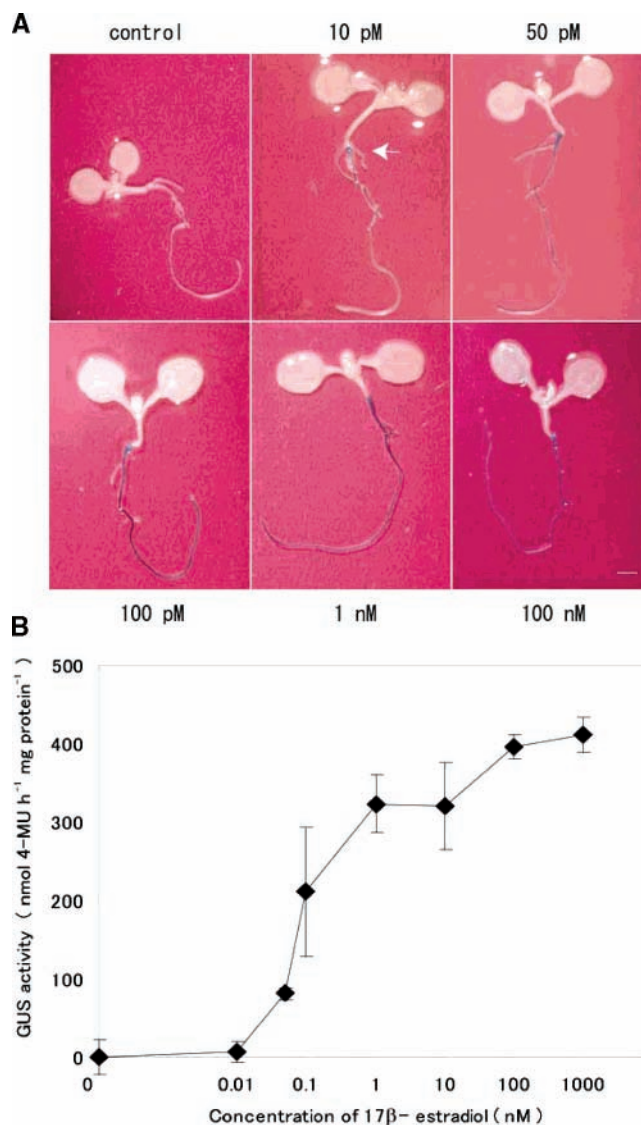 A
control 10 pM 50 pM
100 pM 1 nM 100 nM
B
GUS activity ( nmol 4-MU h⁻¹ mg protein⁻¹ )
500
400
300
200
100
0
0 0.01 0.1 1 10 100 1000
Concentration of 17β- estradiol ( nM )